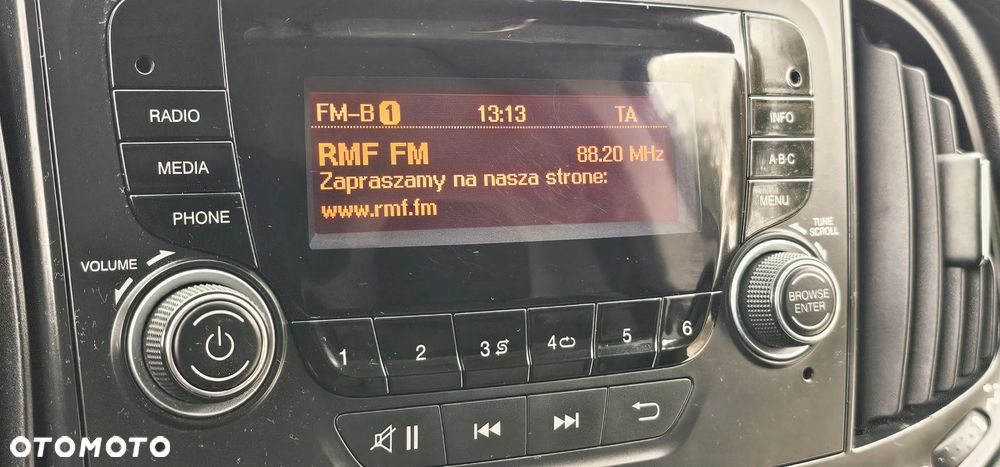 RADIO
MEDIA
PHONE
VOLUME
FM-B 1 13:13 TA
RMF FM 88.20 MHz
Zapraszamy na nasza strone:
www.rmf.fm
INFO
A·B·C
MENU
TUNE
SCROLL
BROWSE
ENTER
1 2 3 4 5 6
OTOMOTO